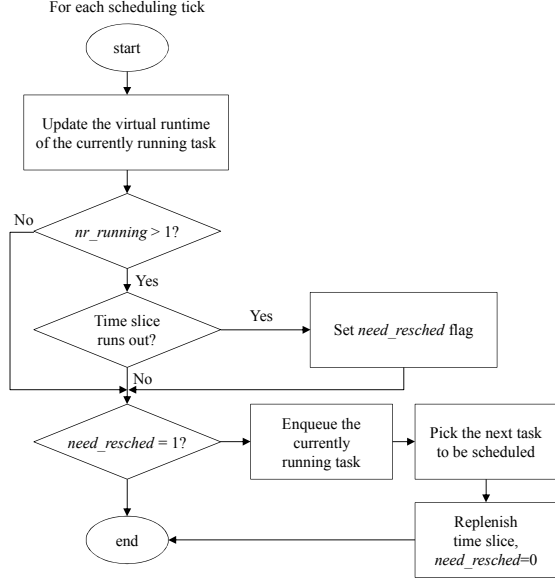 For each scheduling tick
start
Update the virtual runtime
of the currently running task
No
nr_running > 1?
Yes
Time slice
runs out?
Yes
Set need_resched flag
No
need_resched = 1?
Enqueue the
currently
running task
Pick the next task
to be scheduled
end
Replenish
time slice,
need_resched=0